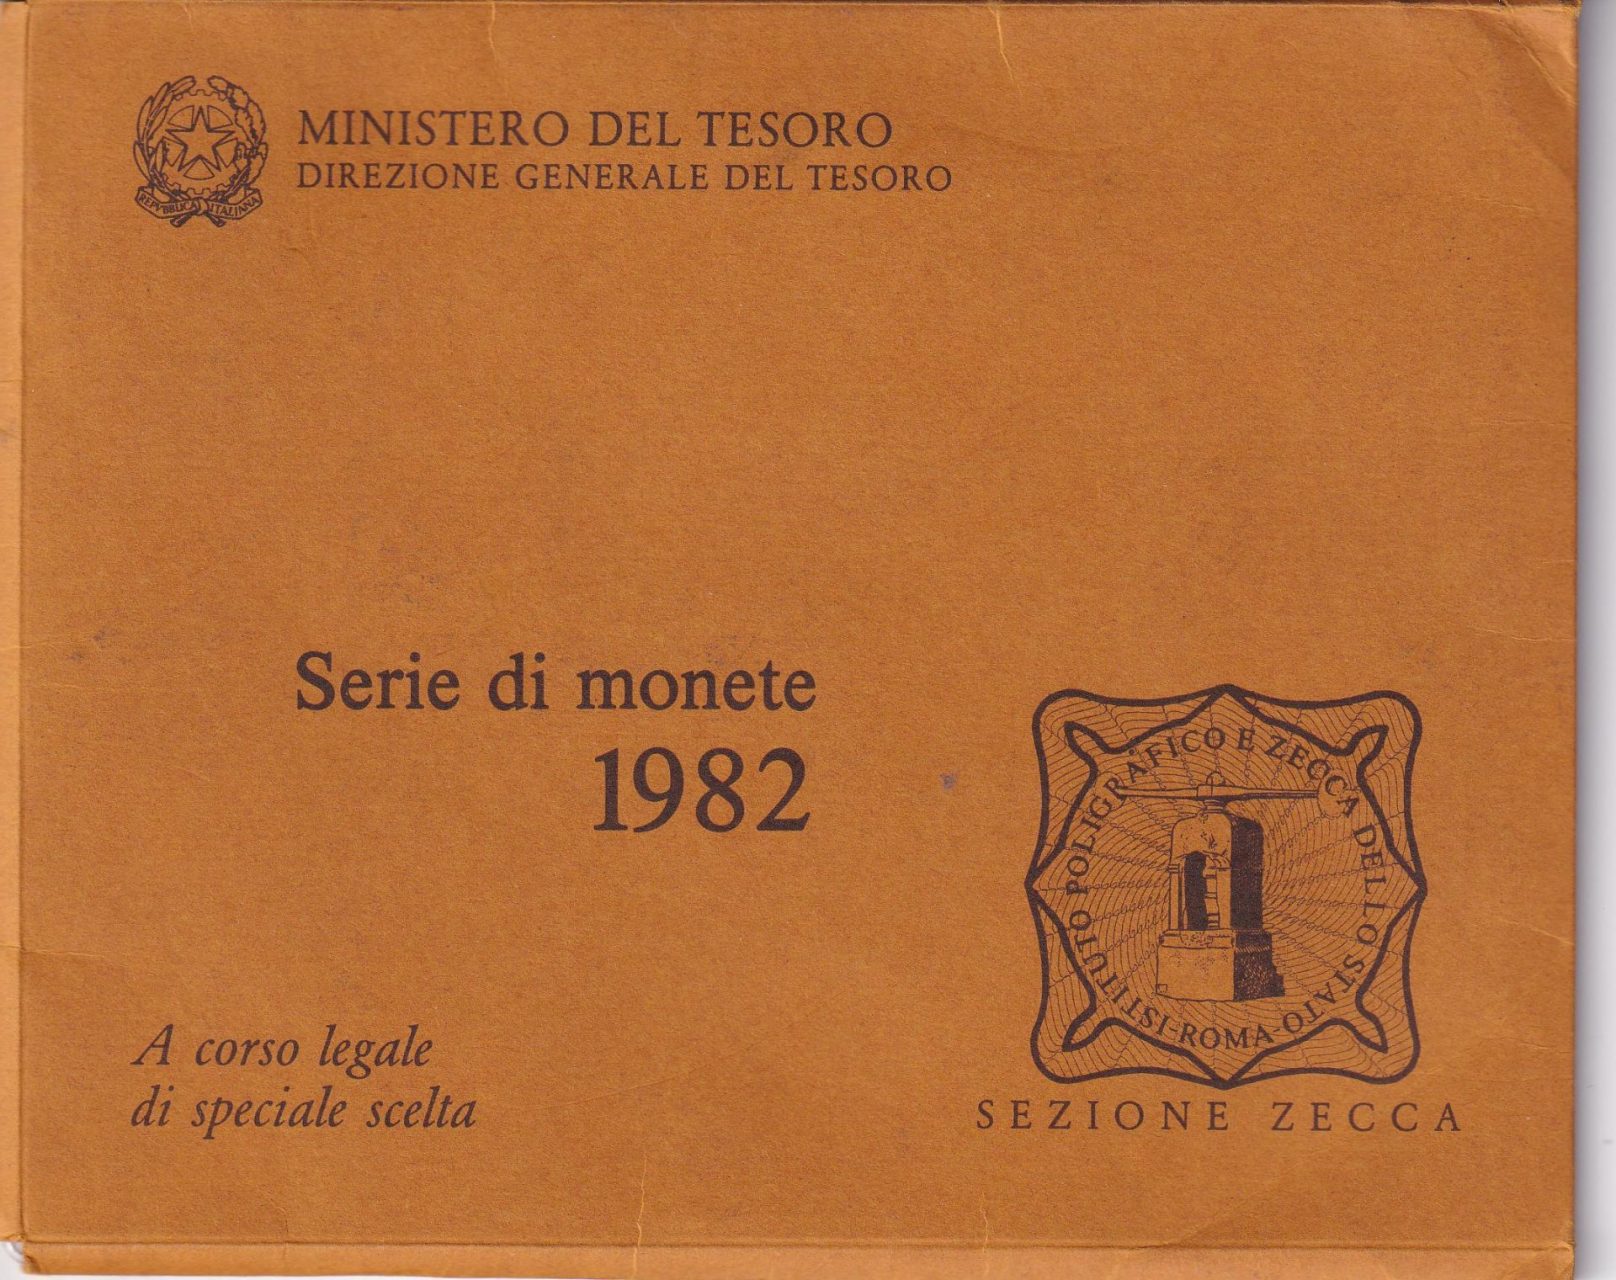 MINISTERO DEL TESORO
DIREZIONE GENERALE DEL TESORO
REPVBBLICA ITALIANA
Serie di monete
1982
A corso legale
di speciale scelta
ISTITUTO POLIGRAFICO E ZECCA DELLO STATO-ROMA-
SEZIONE ZECCA